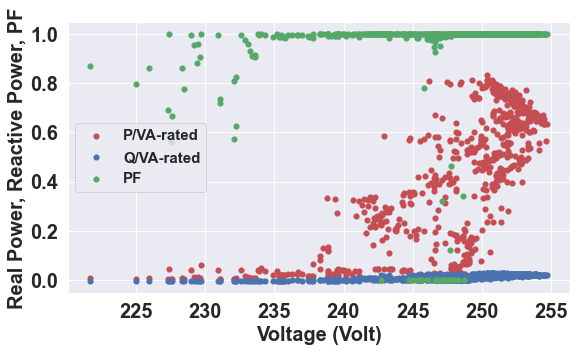 Real Power, Reactive Power, PF
1.0
0.8
0.6
0.4
0.2
0.0
P/VA-rated
Q/VA-rated
PF
225 230 235 240 245 250 255
Voltage (Volt)